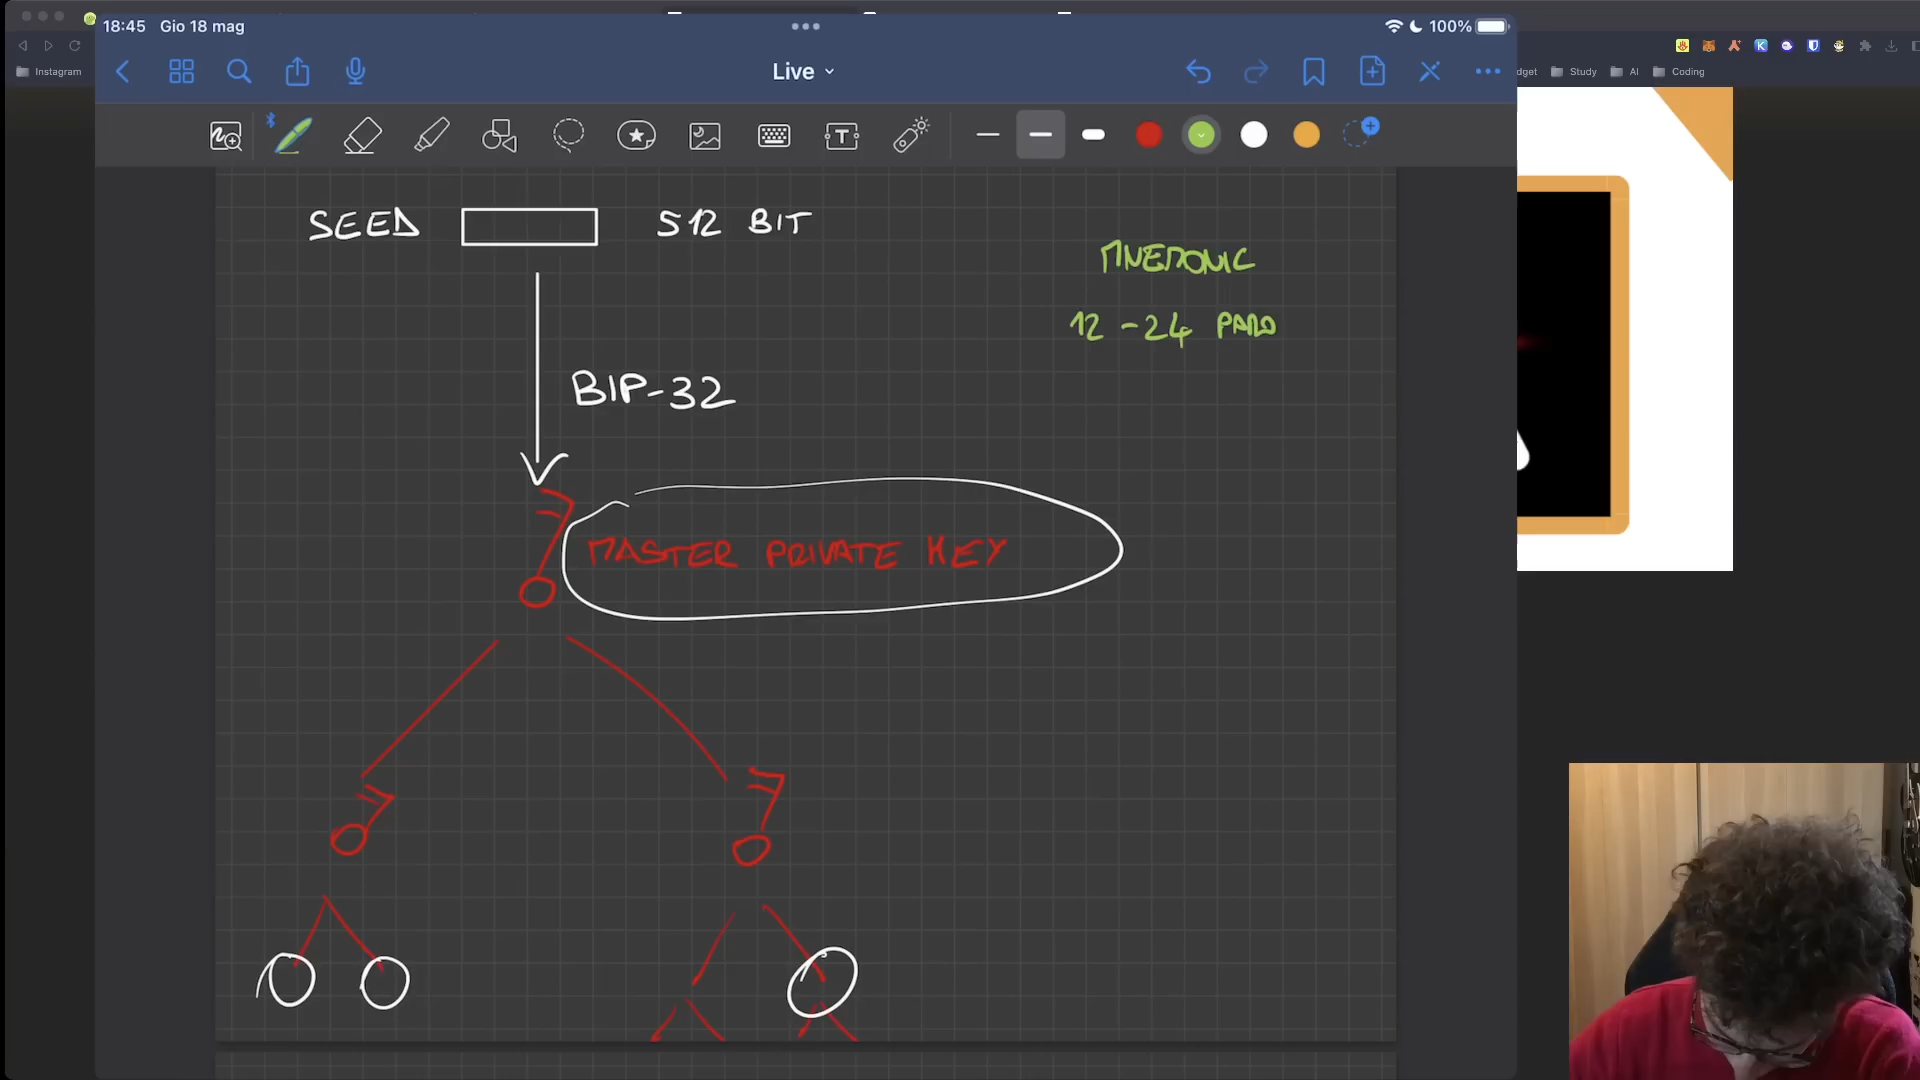 18:45 Gio 18 mag
100%
Live
Instagram
dget
Study
AI
Coding
SEED
512 BIT
MNEMONIC
12 - 24 PARO
BIP-32
MASTER PRIVATE KEY